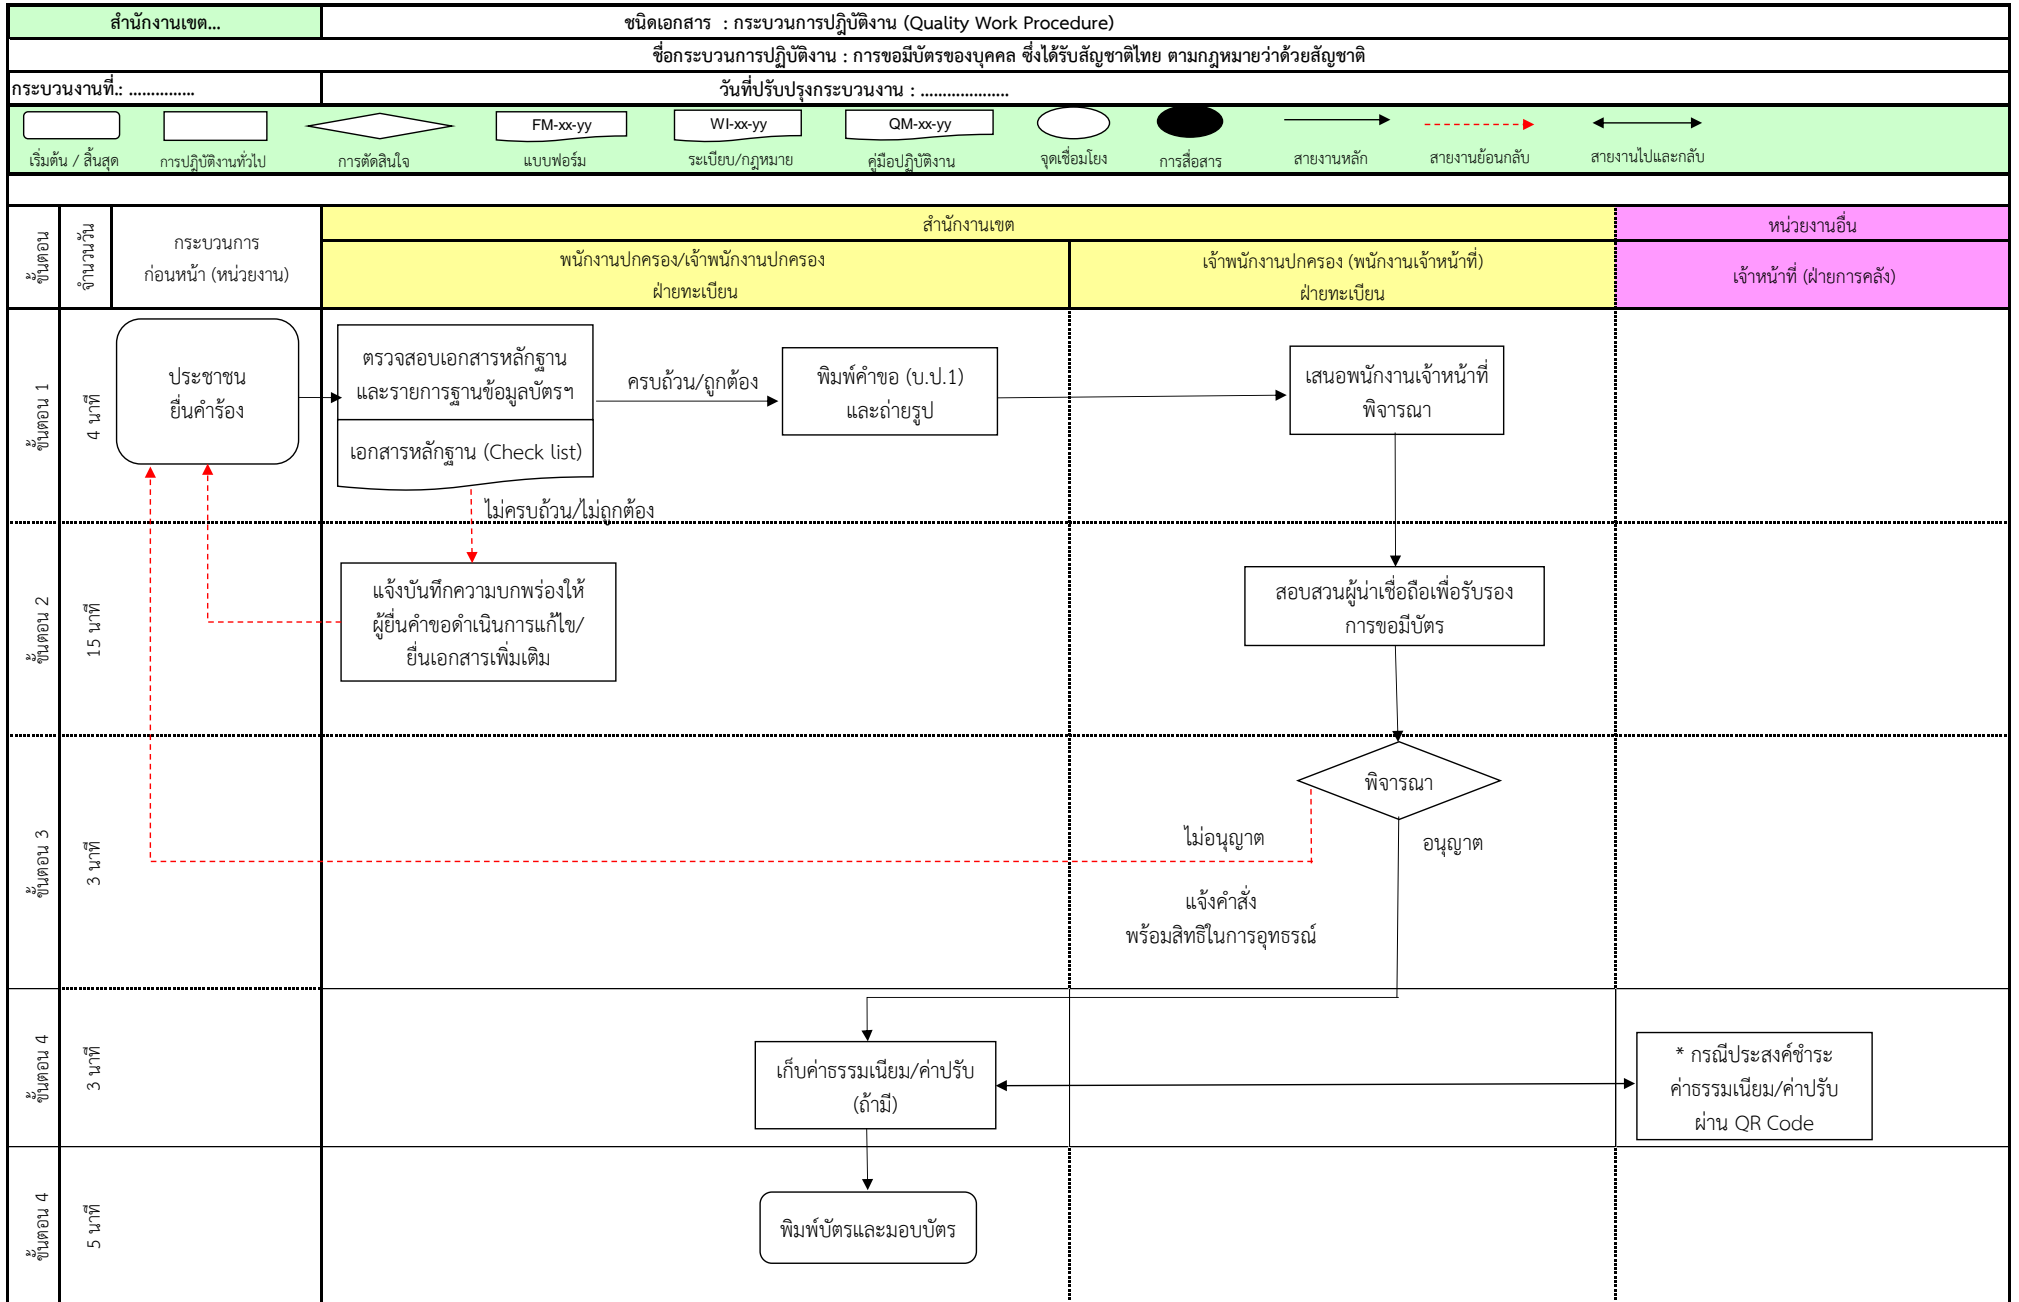 สำนักงานเขต...
ชนิดเอกสาร : กระบวนการปฎิบัติงาน (Quality Work Procedure)
ชื่อกระบวนการปฏิบัติงาน : การขอมีบัตรของบุคคล ซึ่งได้รับสัญชาติไทย ตามกฎหมายว่าด้วยสัญชาติ
กระบวนงานที่.: ...............
วันที่ปรับปรุงกระบวนงาน : ....................
FM-xx-yy
WI-xx-yy
QM-xx-yy
เริ่มต้น / สิ้นสุด
การปฎิบัติงานทั่วไป
การตัดสินใจ
แบบฟอร์ม
ระเบียบ/กฎหมาย
คู่มือปฏิบัติงาน
จุดเชื่อมโยง
การสื่อสาร
สายงานหลัก
สายงานย้อนกลับ
สายงานไปและกลับ
ขั้นตอน
จำนวนวัน
กระบวนการ
ก่อนหน้า (หน่วยงาน)
สำนักงานเขต
หน่วยงานอื่น
พนักงานปกครอง/เจ้าพนักงานปกครอง
ฝ่ายทะเบียน
เจ้าพนักงานปกครอง (พนักงานเจ้าหน้าที่)
ฝ่ายทะเบียน
เจ้าหน้าที่ (ฝ่ายการคลัง)
ขั้นตอน 1
4 นาที
ประชาชน
ยื่นคำร้อง
ตรวจสอบเอกสารหลักฐาน
และรายการฐานข้อมูลบัตรฯ
เอกสารหลักฐาน (Check list)
ครบถ้วน/ถูกต้อง
พิมพ์คำขอ (บ.ป.1)
และถ่ายรูป
เสนอพนักงานเจ้าหน้าที่
พิจารณา
ไม่ครบถ้วน/ไม่ถูกต้อง
ขั้นตอน 2
15 นาที
แจ้งบันทึกความบกพร่องให้
ผู้ยื่นคำขอดำเนินการแก้ไข/
ยื่นเอกสารเพิ่มเติม
สอบสวนผู้น่าเชื่อถือเพื่อรับรอง
การขอมีบัตร
ขั้นตอน 3
3 นาที
พิจารณา
ไม่อนุญาต
อนุญาต
แจ้งคำสั่ง
พร้อมสิทธิในการอุทธรณ์
ขั้นตอน 4
3 นาที
เก็บค่าธรรมเนียม/ค่าปรับ
(ถ้ามี)
* กรณีประสงค์ชำระ
ค่าธรรมเนียม/ค่าปรับ
ผ่าน QR Code
ขั้นตอน 4
5 นาที
พิมพ์บัตรและมอบบัตร